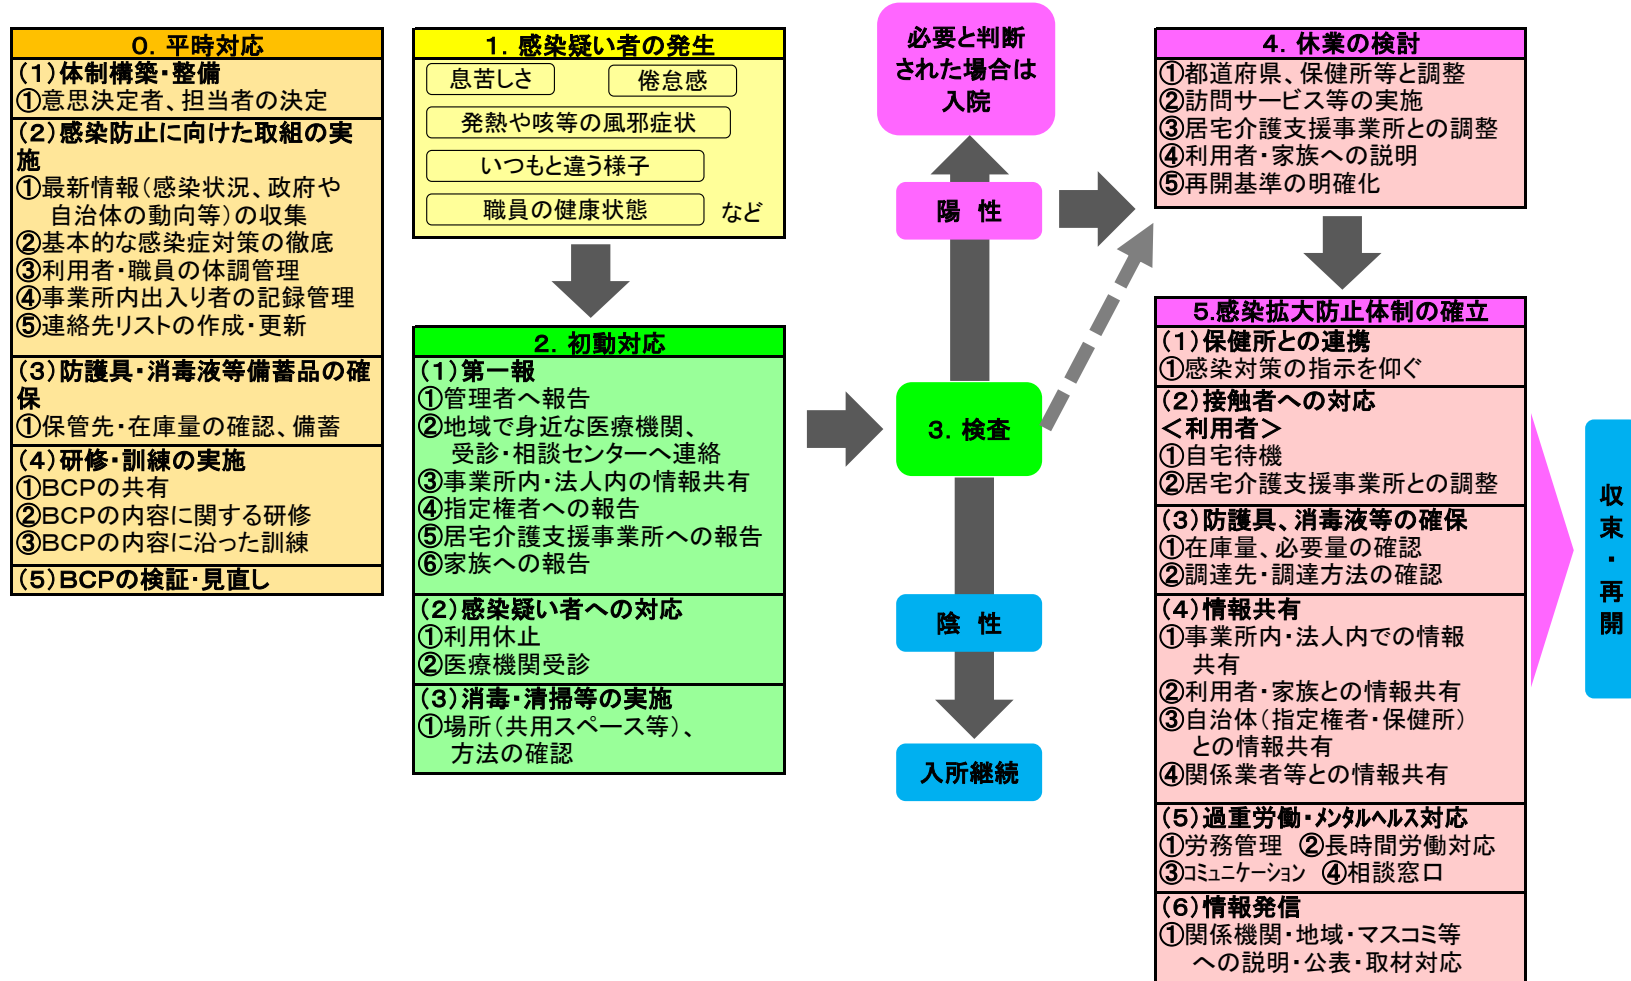 0．平時対応
（1）体制構築・整備
①意思決定者、担当者の決定
（2）感染防止に向けた取組の実
施
①最新情報（感染状況、政府や
自治体の動向等）の収集
②基本的な感染症対策の徹底
③利用者・職員の体調管理
④事業所内出入り者の記録管理
⑤連絡先リストの作成・更新
（3）防護具・消毒液等備蓄品の確
保
①保管先・在庫量の確認、備蓄
（4）研修・訓練の実施
①BCPの共有
②BCPの内容に関する研修
③BCPの内容に沿った訓練
（5）BCPの検証・見直し
1．感染疑い者の発生
息苦しさ
倦怠感
発熱や咳等の風邪症状
いつもと違う様子
職員の健康状態
など
2．初動対応
（1）第一報
①管理者へ報告
②地域で身近な医療機関、
受診・相談センターへ連絡
③事業所内・法人内の情報共有
④指定権者への報告
⑤居宅介護支援事業所への報告
⑥家族への報告
（2）感染疑い者への対応
①利用休止
②医療機関受診
（3）消毒・清掃等の実施
①場所（共用スペース等）、
方法の確認
必要と判断
された場合は
入院
陽 性
3．検査
陰 性
入所継続
4．休業の検討
①都道府県、保健所等と調整
②訪問サービス等の実施
③居宅介護支援事業所との調整
④利用者・家族への説明
⑤再開基準の明確化
5.感染拡大防止体制の確立
（1）保健所との連携
①感染対策の指示を仰ぐ
（2）接触者への対応
＜利用者＞
①自宅待機
②居宅介護支援事業所との調整
（3）防護具、消毒液等の確保
①在庫量、必要量の確認
②調達先・調達方法の確認
（4）情報共有
①事業所内・法人内での情報
共有
②利用者・家族との情報共有
③自治体（指定権者・保健所）
との情報共有
④関係業者等との情報共有
（5）過重労働・ﾒﾝﾀﾙﾍﾙｽ対応
①労務管理 ②長時間労働対応
③ｺﾐｭﾆｹｰｼｮﾝ ④相談窓口
（6）情報発信
①関係機関・地域・マスコミ等
への説明・公表・取材対応
収束・再開